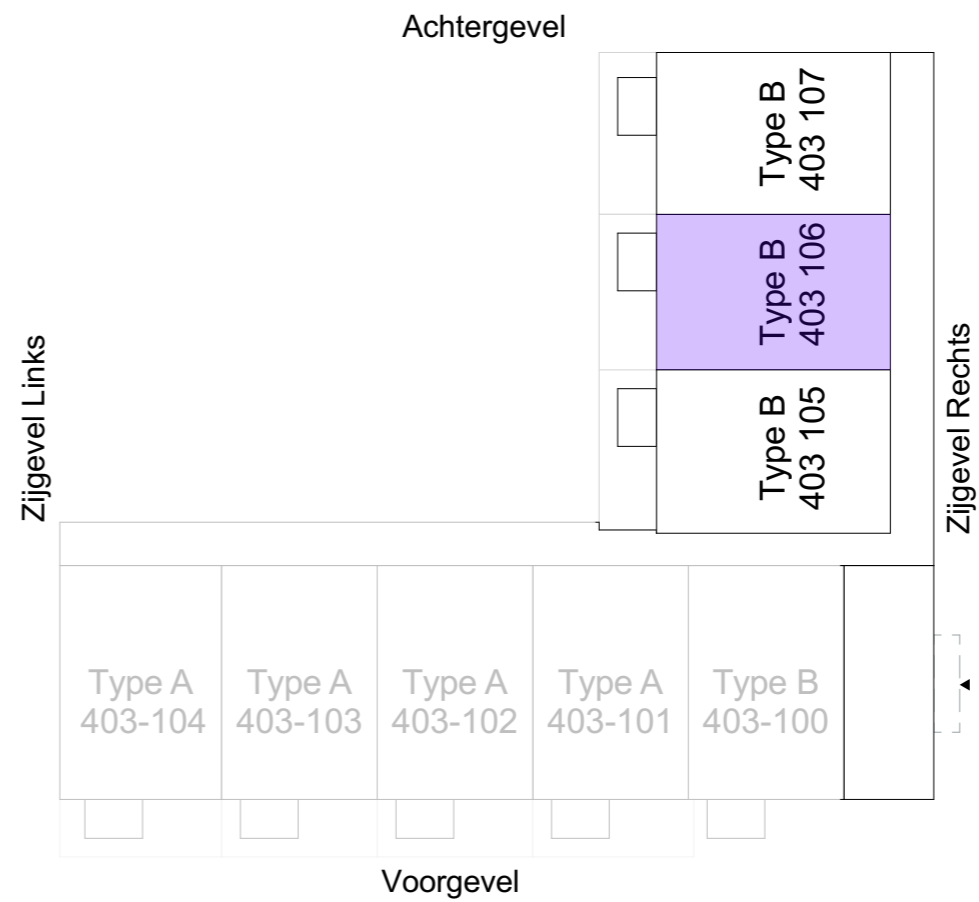 Achtergevel
Type B
403 107
Type B
403 106
Type B
403 105
Zijgevel Links
Zijgevel Rechts
Type A
403-104
Type A
403-103
Type A
403-102
Type A
403-101
Type B
403-100
Voorgevel